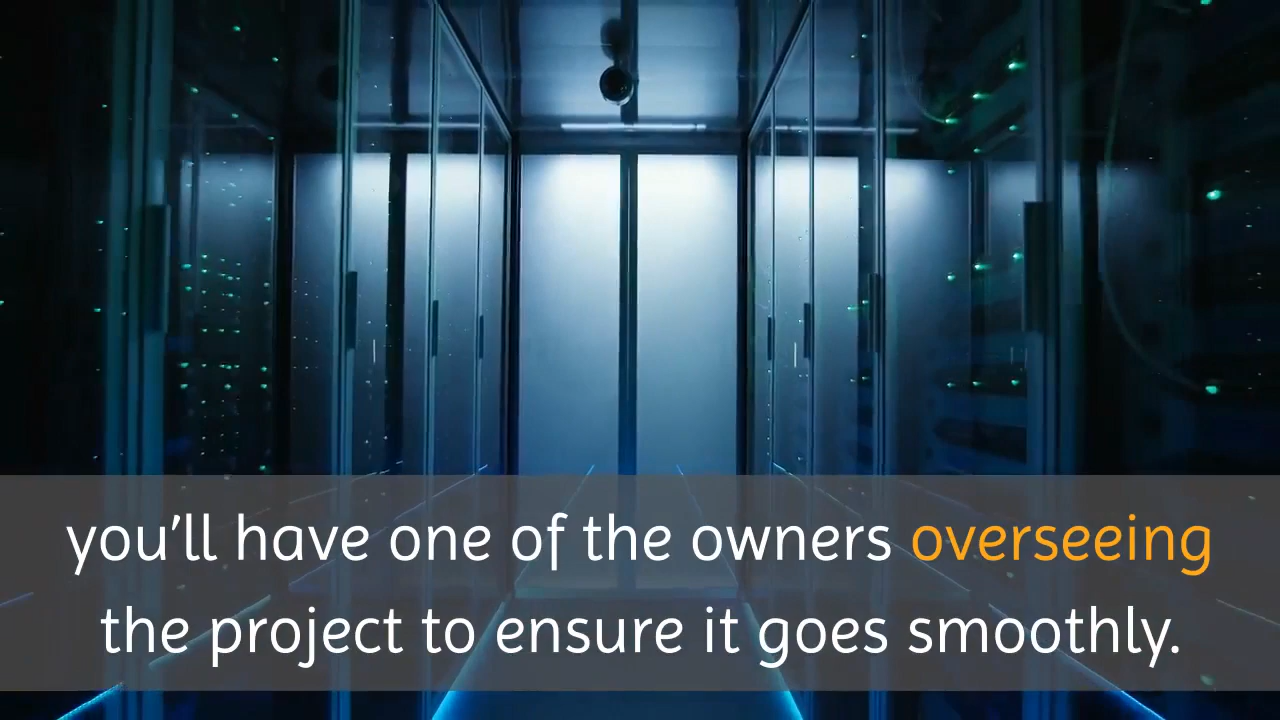 you’ll have one of the owners overseeing
the project to ensure it goes smoothly.